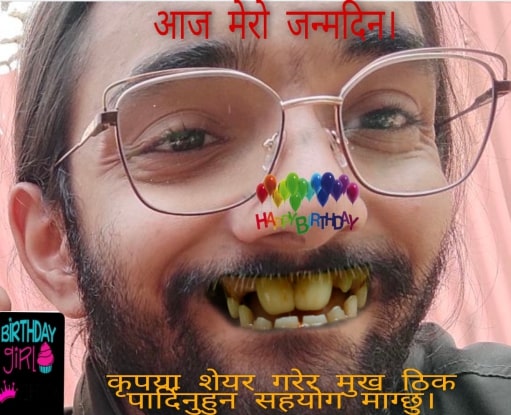 आज मेरो जन्मदिन।
HAPPY BIRTHDAY
BIRTHDAY
girl
कृपया शेयर गरेर मुख ठिक
पार्दिनुहुन सहयोग माग्छु।